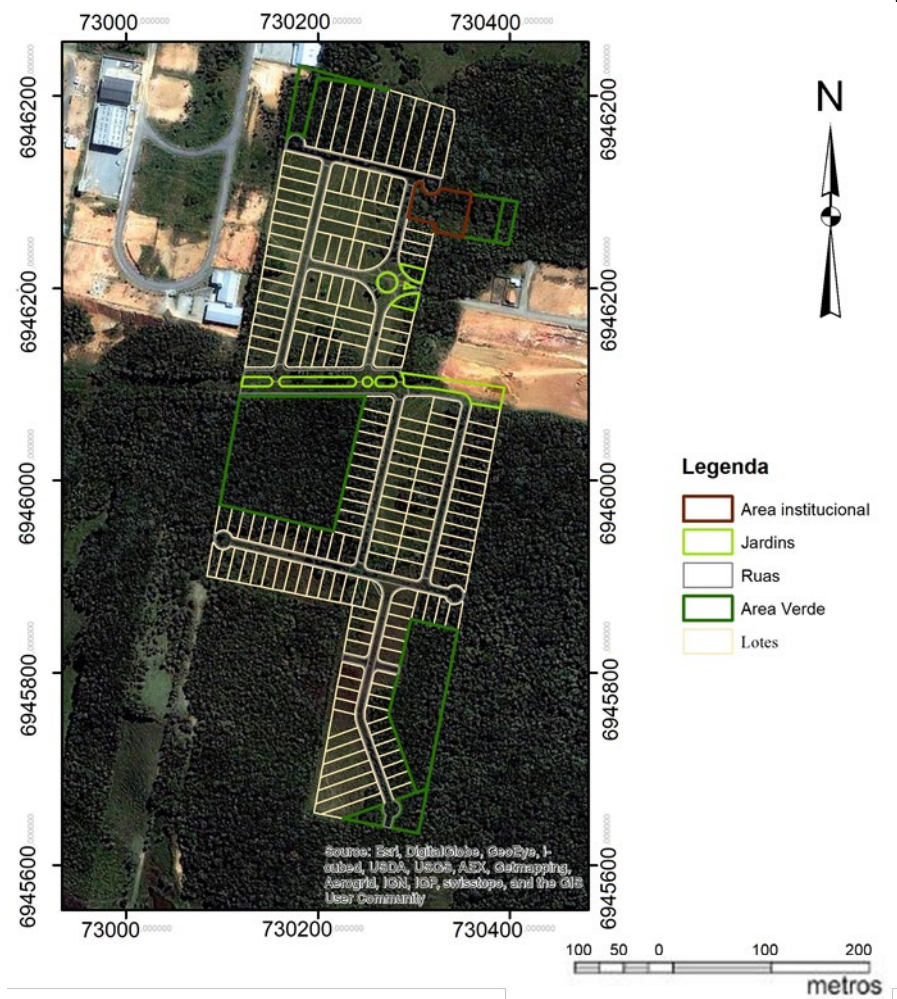 730000 730200 730400
6946200
6946200
6946200
6946200
6946000
6946000
6945800
6945800
6945600
6945600
N
Legenda
Area institucional
Jardins
Ruas
Area Verde
Lotes
Source: Esri, DigitalGlobe, GeoEye, i-
cubed, USDA, USGS, AEX, Getmapping,
Aerogrid, IGN, IGP, swisstopo, and the GIS
User Community
730000 730200 730400
100 50 0 100 200
metros